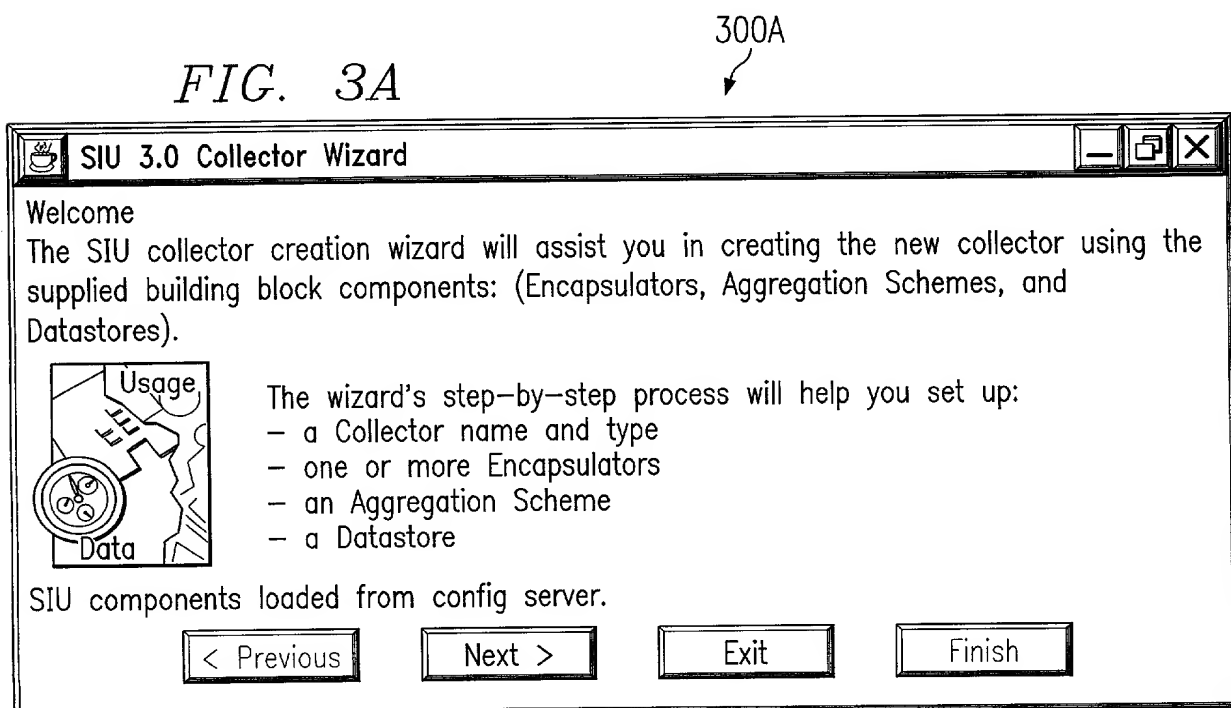 300A
FIG. 3A
SIU 3.0 Collector Wizard
Welcome
The SIU collector creation wizard will assist you in creating the new collector using the
supplied building block components: (Encapsulators, Aggregation Schemes, and
Datastores).
Usage
Data
The wizard's step-by-step process will help you set up:
- a Collector name and type
- one or more Encapsulators
- an Aggregation Scheme
- a Datastore
SIU components loaded from config server.
< Previous
Next >
Exit
Finish